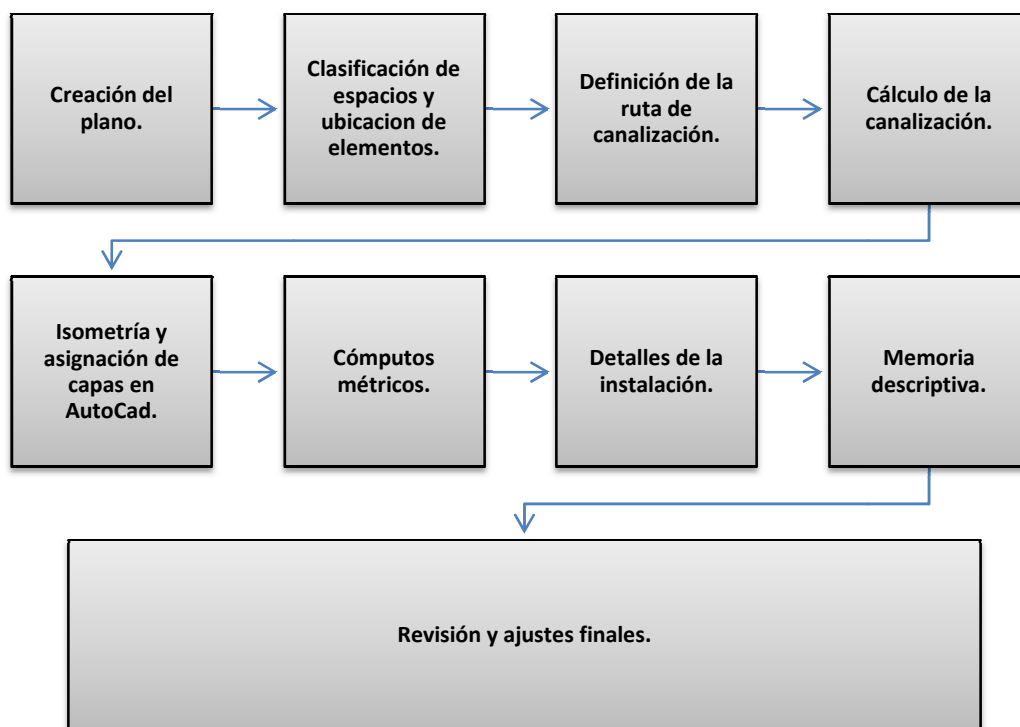 Creación del
plano.
Clasificación de
espacios y
ubicacion de
elementos.
Definición de la
ruta de
canalización.
Cálculo de la
canalización.
Isometría y
asignación de
capas en
AutoCad.
Cómputos
métricos.
Detalles de la
instalación.
Memoria
descriptiva.
Revisión y ajustes finales.